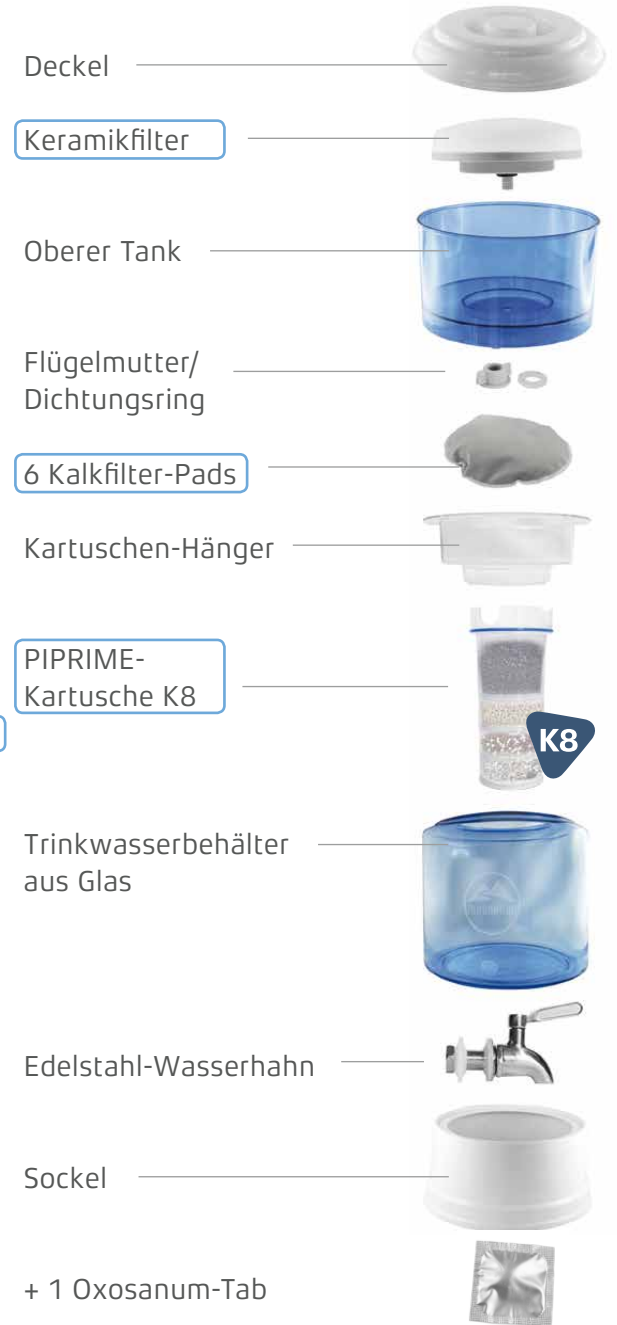 Deckel
Keramikfilter
Oberer Tank
Flügelmutter/
Dichtungsring
6 Kalkfilter-Pads
Kartuschen-Hänger
PIPRIME-
Kartusche K8
K8
Trinkwasserbehälter
aus Glas
Edelstahl-Wasserhahn
Sockel
+ 1 Oxosanum-Tab